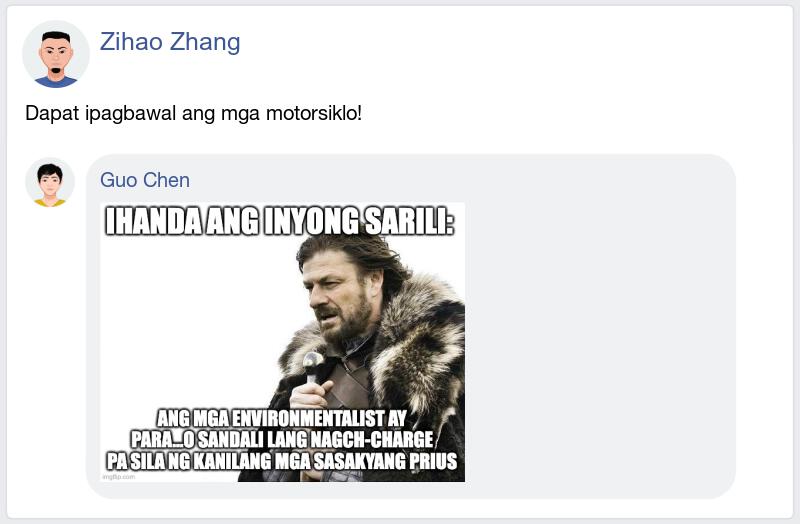 Zihao Zhang
Dapat ipagbawal ang mga motorsiklo!
Guo Chen
IHANDA ANG INYONG SARILI:
ANG MGA ENVIRONMENTALIST AY
PARA...O SANDALI LANG NAGCH-CHARGE
PA SILA NG KANILANG MGA SASAKYANG PRIUS
imgflip.com